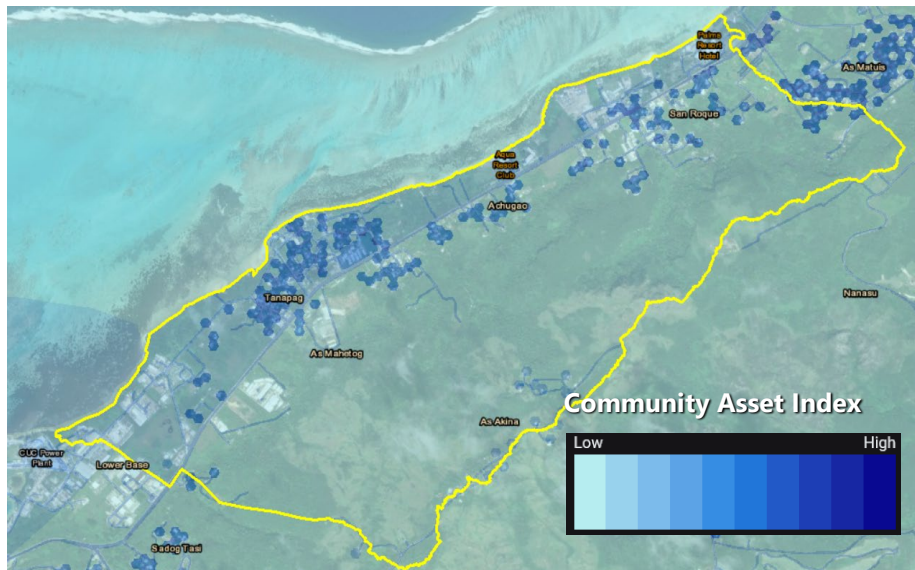 Palms
Resort
Hotel
As Matuis
San Roque
Aqua
Resort
Club
Achugao
Nanasu
Tanapag
As Mahetog
As Akina
Community Asset Index
Low High
CUC Power
Plant
Lower Base
Sadog Tasi